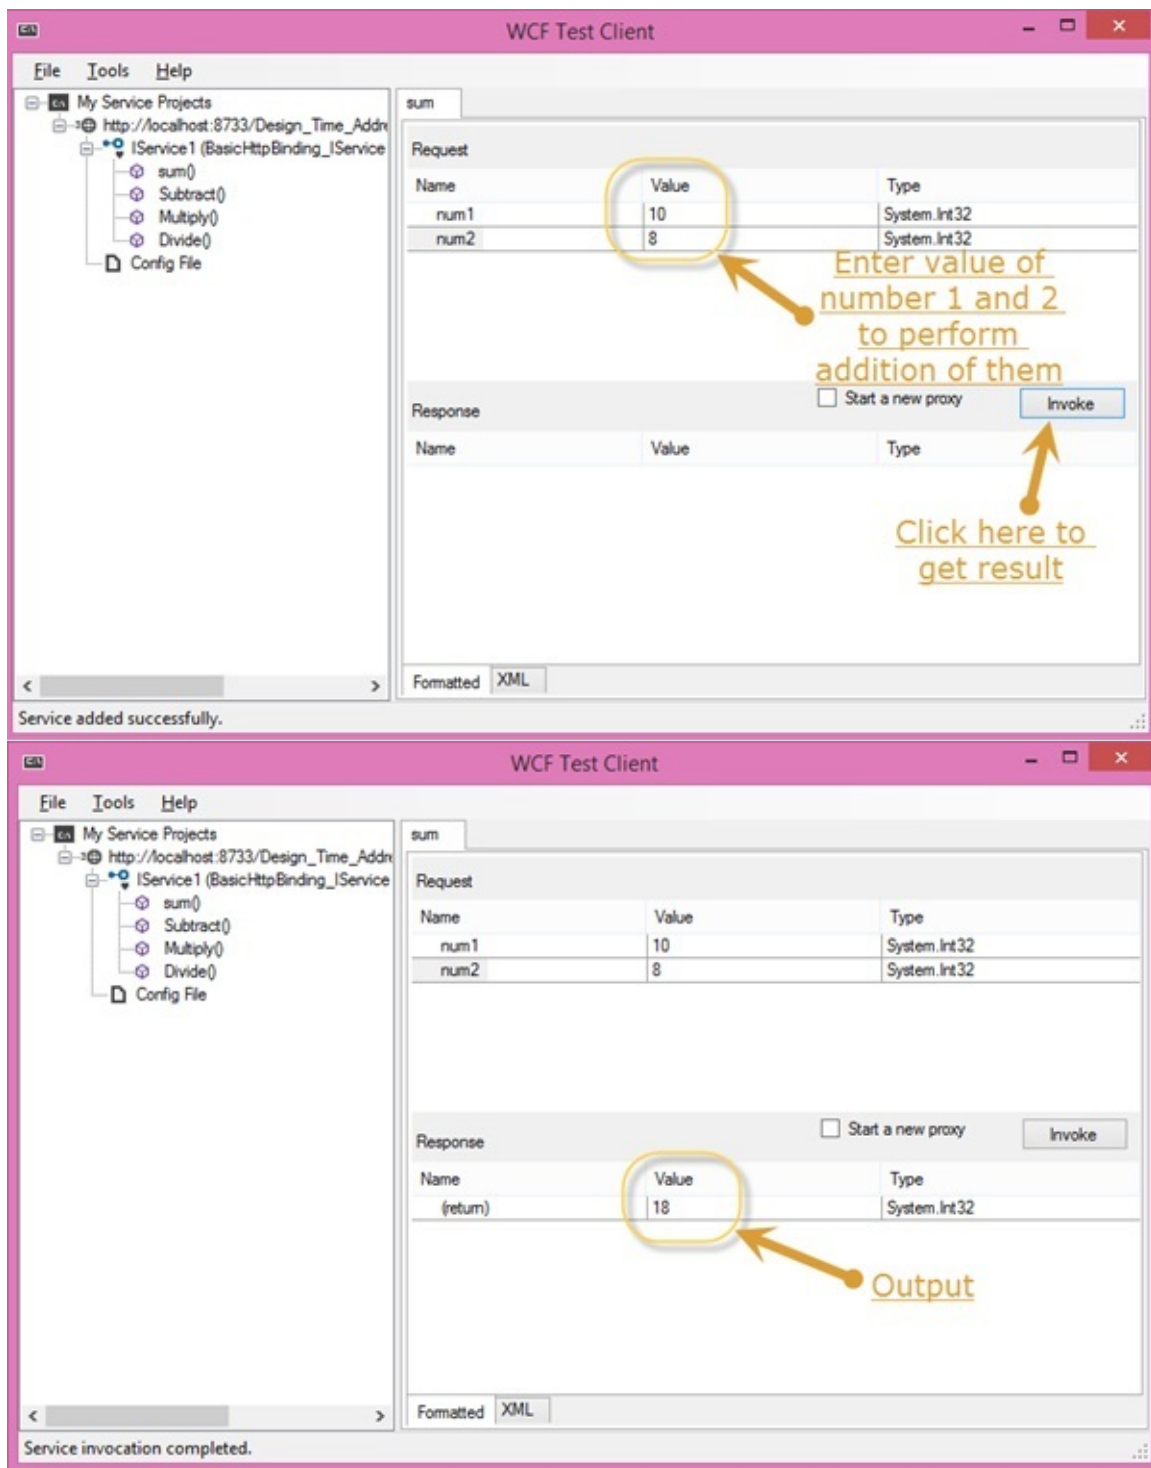 WCF Test Client
File Tools Help
My Service Projects
http://localhost:8733/Design_Time_Addre
IService1 (BasicHttpBinding_IService
sum()
Subtract()
Multiply()
Divide()
Config File
sum
Request
Name Value Type
num1 10 System.Int32
num2 8 System.Int32
Enter value of
number 1 and 2
to perform
addition of them
Start a new proxy Invoke
Response
Name Value Type
Click here to
get result
Formatted XML
Service added successfully.
WCF Test Client
File Tools Help
My Service Projects
http://localhost:8733/Design_Time_Addre
IService1 (BasicHttpBinding_IService
sum()
Subtract()
Multiply()
Divide()
Config File
sum
Request
Name Value Type
num1 10 System.Int32
num2 8 System.Int32
Start a new proxy Invoke
Response
Name Value Type
(return) 18 System.Int32
Output
Formatted XML
Service invocation completed.